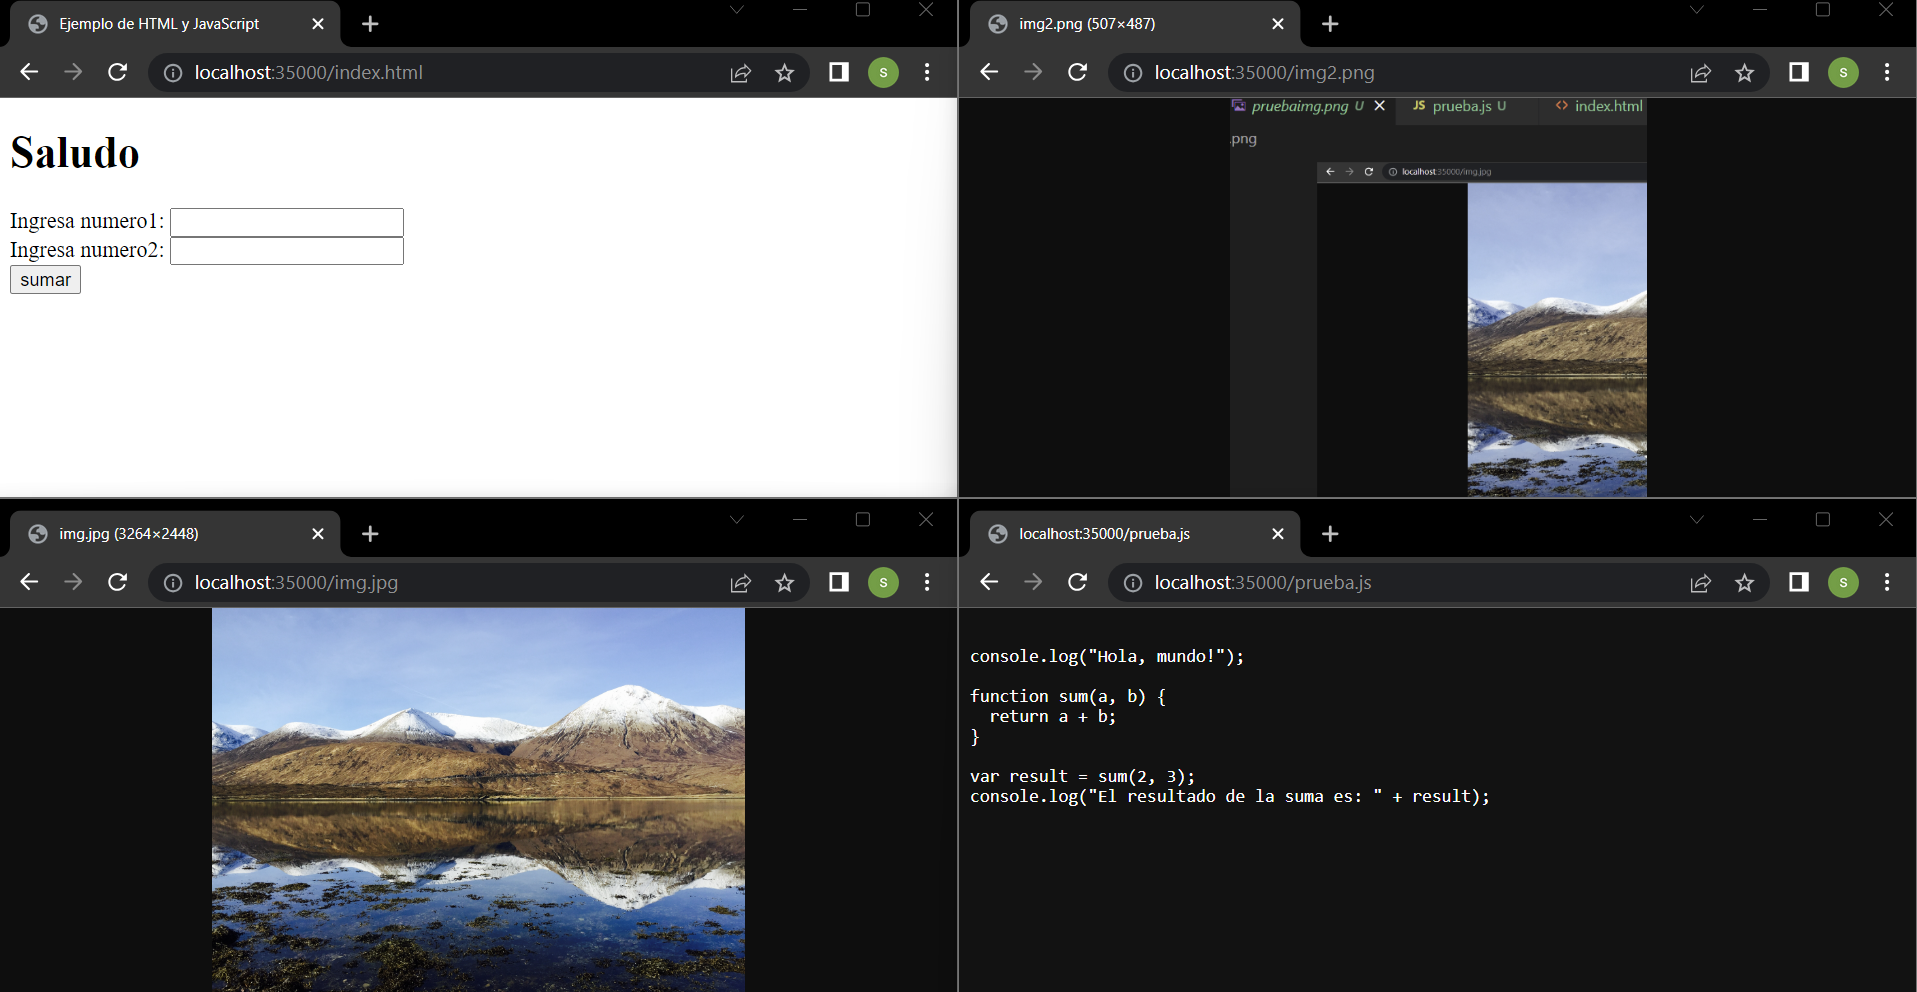 Ejemplo de HTML y JavaScript
localhost:35000/index.html
S
Saludo
Ingresa numero1:
Ingresa numero2:
sumar
img2.png (507×487)
localhost:35000/img2.png
S
pruebaimg.png U
JS prueba.js U
<> index.html
.png
localhost:35000/img.jpg
img.jpg (3264×2448)
localhost:35000/img.jpg
S
localhost:35000/prueba.js
localhost:35000/prueba.js
S
console.log("Hola, mundo!");
function sum(a, b) {
  return a + b;
}
var result = sum(2, 3);
console.log("El resultado de la suma es: " + result);